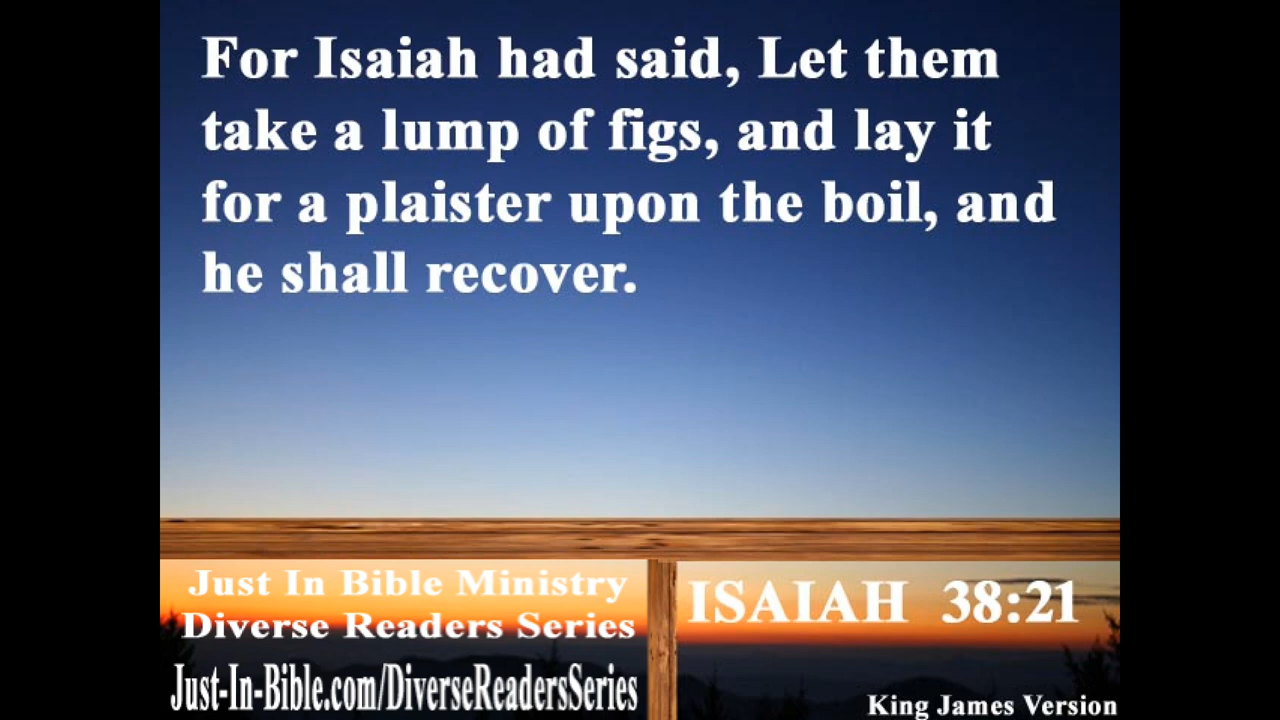 For Isaiah had said, Let them
take a lump of figs, and lay it
for a plaister upon the boil, and
he shall recover.
Just In Bible Ministry
Diverse Readers Series
Just-In-Bible.com/DiverseReadersSeries
ISAIAH 38:21
King James Version